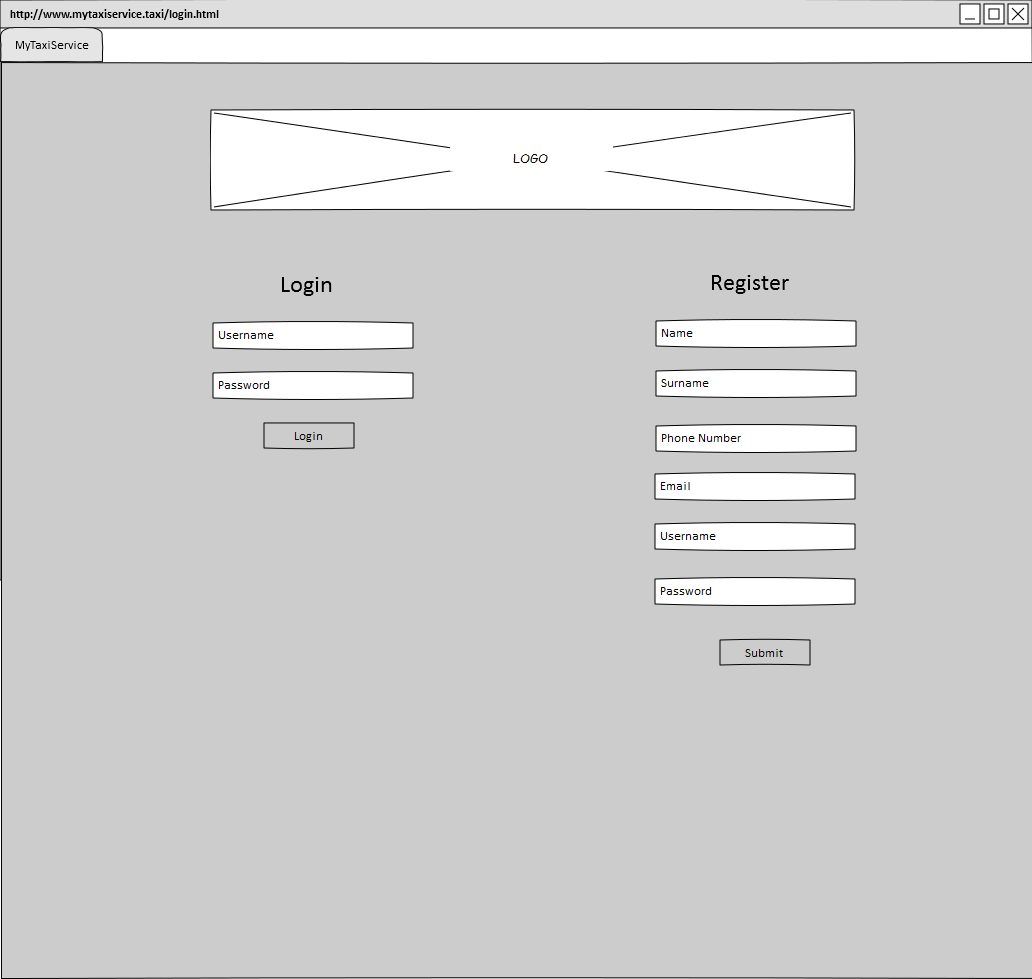 http://www.mytaxiservice.taxi/login.html
MyTaxiService
LOGO
Login
Username
Password
Login
Register
Name
Surname
Phone Number
Email
Username
Password
Submit